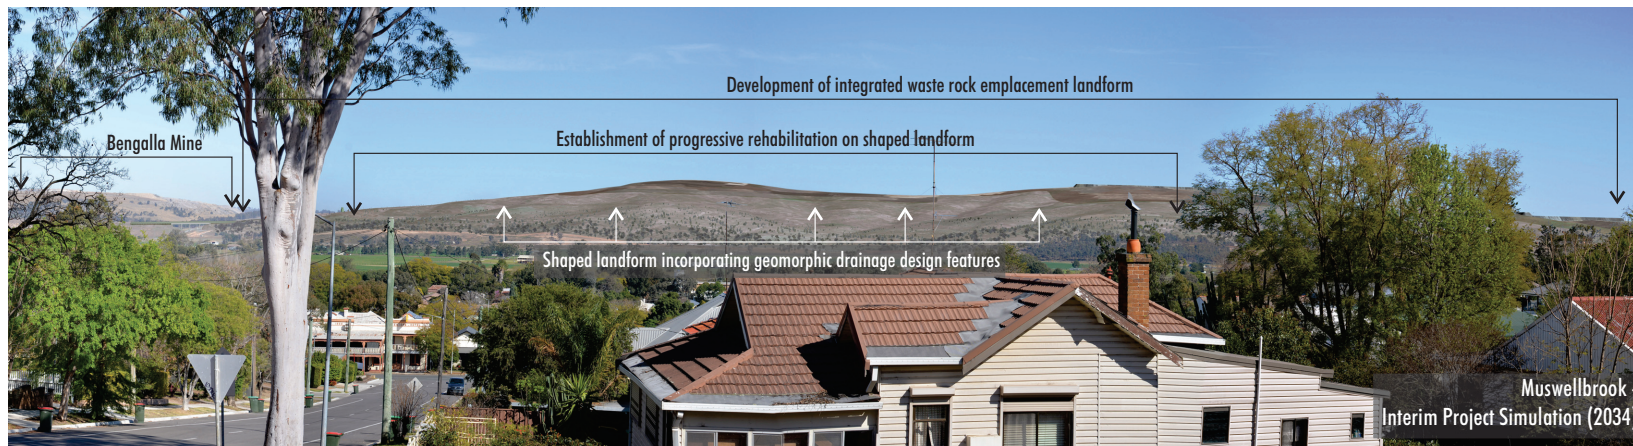 Development of integrated waste rock emplacement landform
Bengalla Mine
Establishment of progressive rehabilitation on shaped landform
Shaped landform incorporating geomorphic drainage design features
Muswellbrook -
Interim Project Simulation (2034